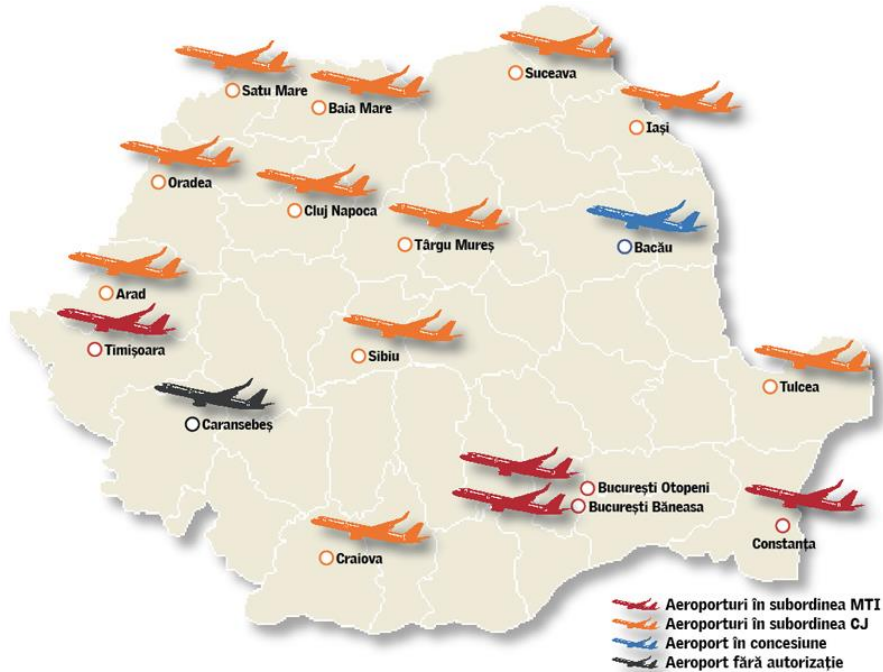 Suceava
Satu Mare
Baia Mare
Iași
Oradea
Cluj Napoca
Târgu Mureș
Bacău
Arad
Timișoara
Sibiu
Tulcea
Caransebeș
București Otopeni
București Băneasa
Constanța
Craiova
Aeroporturi în subordinea MTI
Aeroporturi în subordinea CJ
Aeroport în concesiune
Aeroport fără autorizație